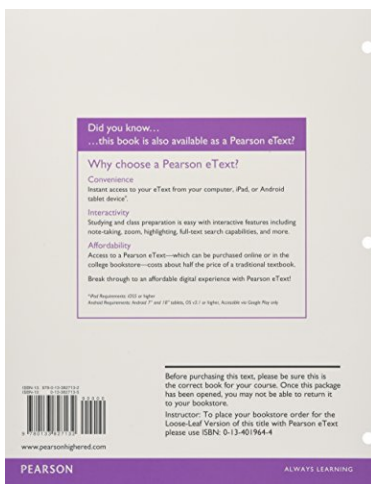 Did you know…
…this book is also available as a Pearson eText?
Why choose a Pearson eText?
Convenience
Instant access to your eText from your computer, iPad, or Android
tablet device*.
Interactivity
Studying and class preparation is easy with interactive features including
note-taking, zoom, highlighting, full-text search capabilities, and more.
Affordability
Access to a Pearson eText—which can be purchased online or in the
college bookstore—costs about half the price of a traditional textbook.
Break through to an affordable digital experience with Pearson eText!
Before purchasing this text, please be sure this is
the correct book for your course. Once this package
has been opened, you may not be able to return it
to your bookstore.
Instructor: To place your bookstore order for the
Loose-Leaf Version of this title with Pearson eText
please use ISBN: 0-13-401964-4
www.pearsonhighered.com
PEARSON
ALWAYS LEARNING